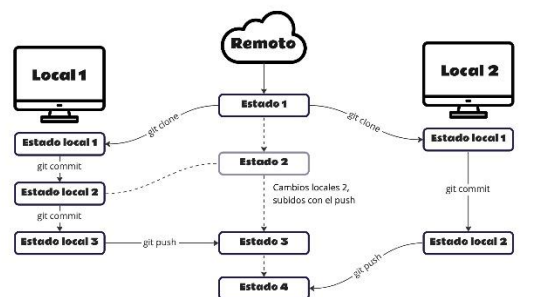 Remoto
Local 1
Local 2
Estado 1
git clone
git clone
Estado local 1
Estado local 1
git commit
Estado 2
Estado local 2
Cambios locales 2,
subidos con el push
git commit
git commit
Estado local 3
git push
Estado 3
Estado local 2
git push
Estado 4